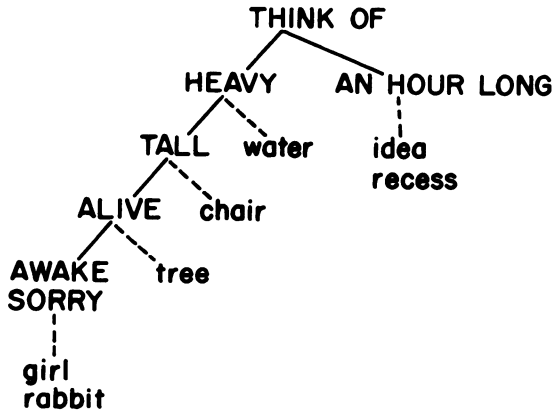 THINK OF
HEAVY
AN HOUR LONG
TALL
water
idea
recess
ALIVE
chair
AWAKE
SORRY
tree
girl
rabbit